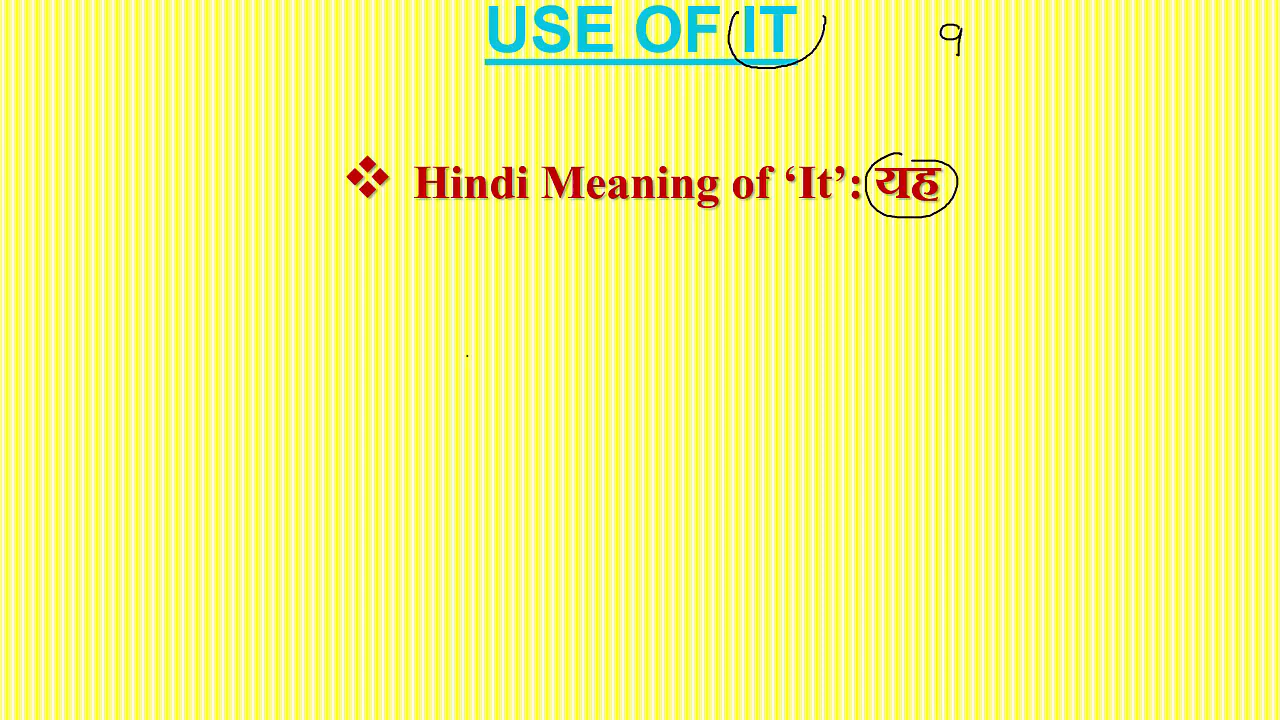 USE OF IT 9
❖ Hindi Meaning of ‘It’: यह